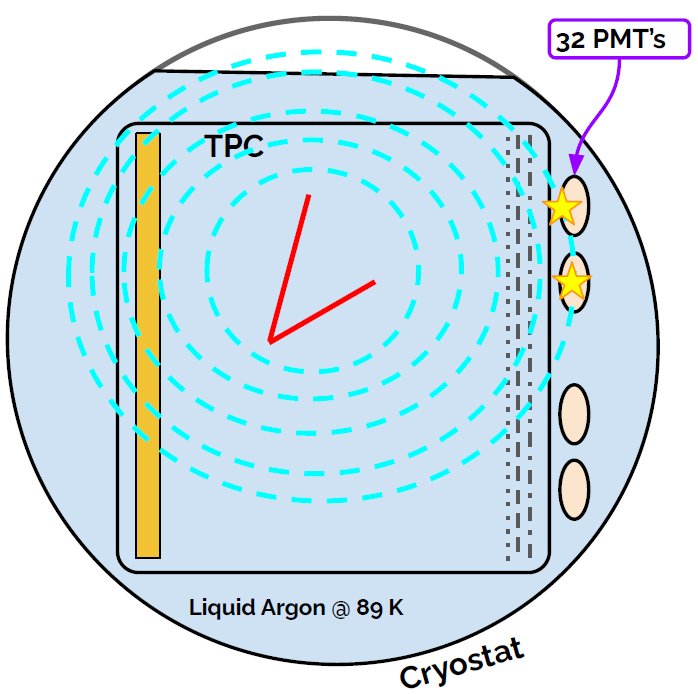 32 PMT's
TPC
Liquid Argon @ 89 K
Cryostat